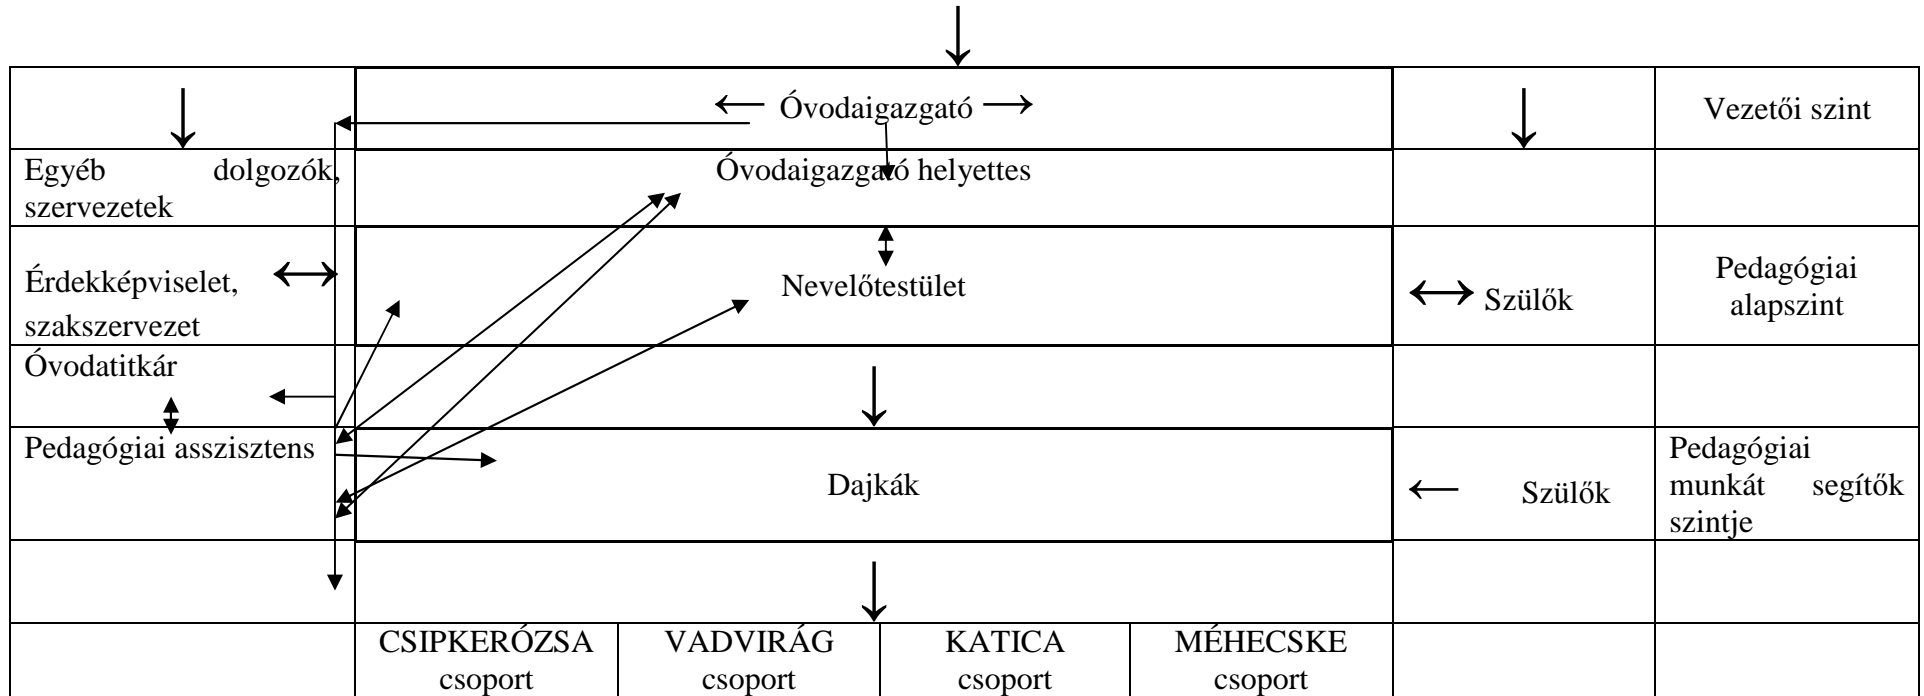 Óvodaigazgató
Vezetői szint
Egyéb dolgozók,
szervezetek
Óvodaigazgató helyettes
Érdekképviselet,
szakszervezet
Nevelőtestület
Szülők
Pedagógiai
alapszint
Óvodatitkár
Pedagógiai asszisztens
Dajkák
Szülők
Pedagógiai
munkát segítők
szintje
CSIPKERÓZSA
csoport
VADVIRÁG
csoport
KATICA
csoport
MÉHECSKE
csoport